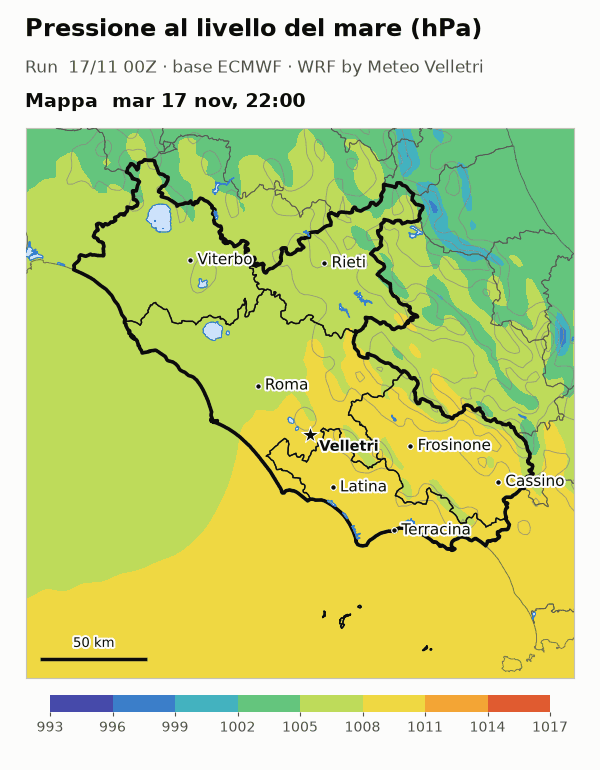 Pressione al livello del mare (hPa)
Run  17/11 00Z · base ECMWF · WRF by Meteo Velletri
Mappa  mar 17 nov, 22:00
Viterbo
Rieti
Roma
Velletri
Frosinone
Cassino
Latina
Terracina
50 km
993 996 999 1002 1005 1008 1011 1014 1017